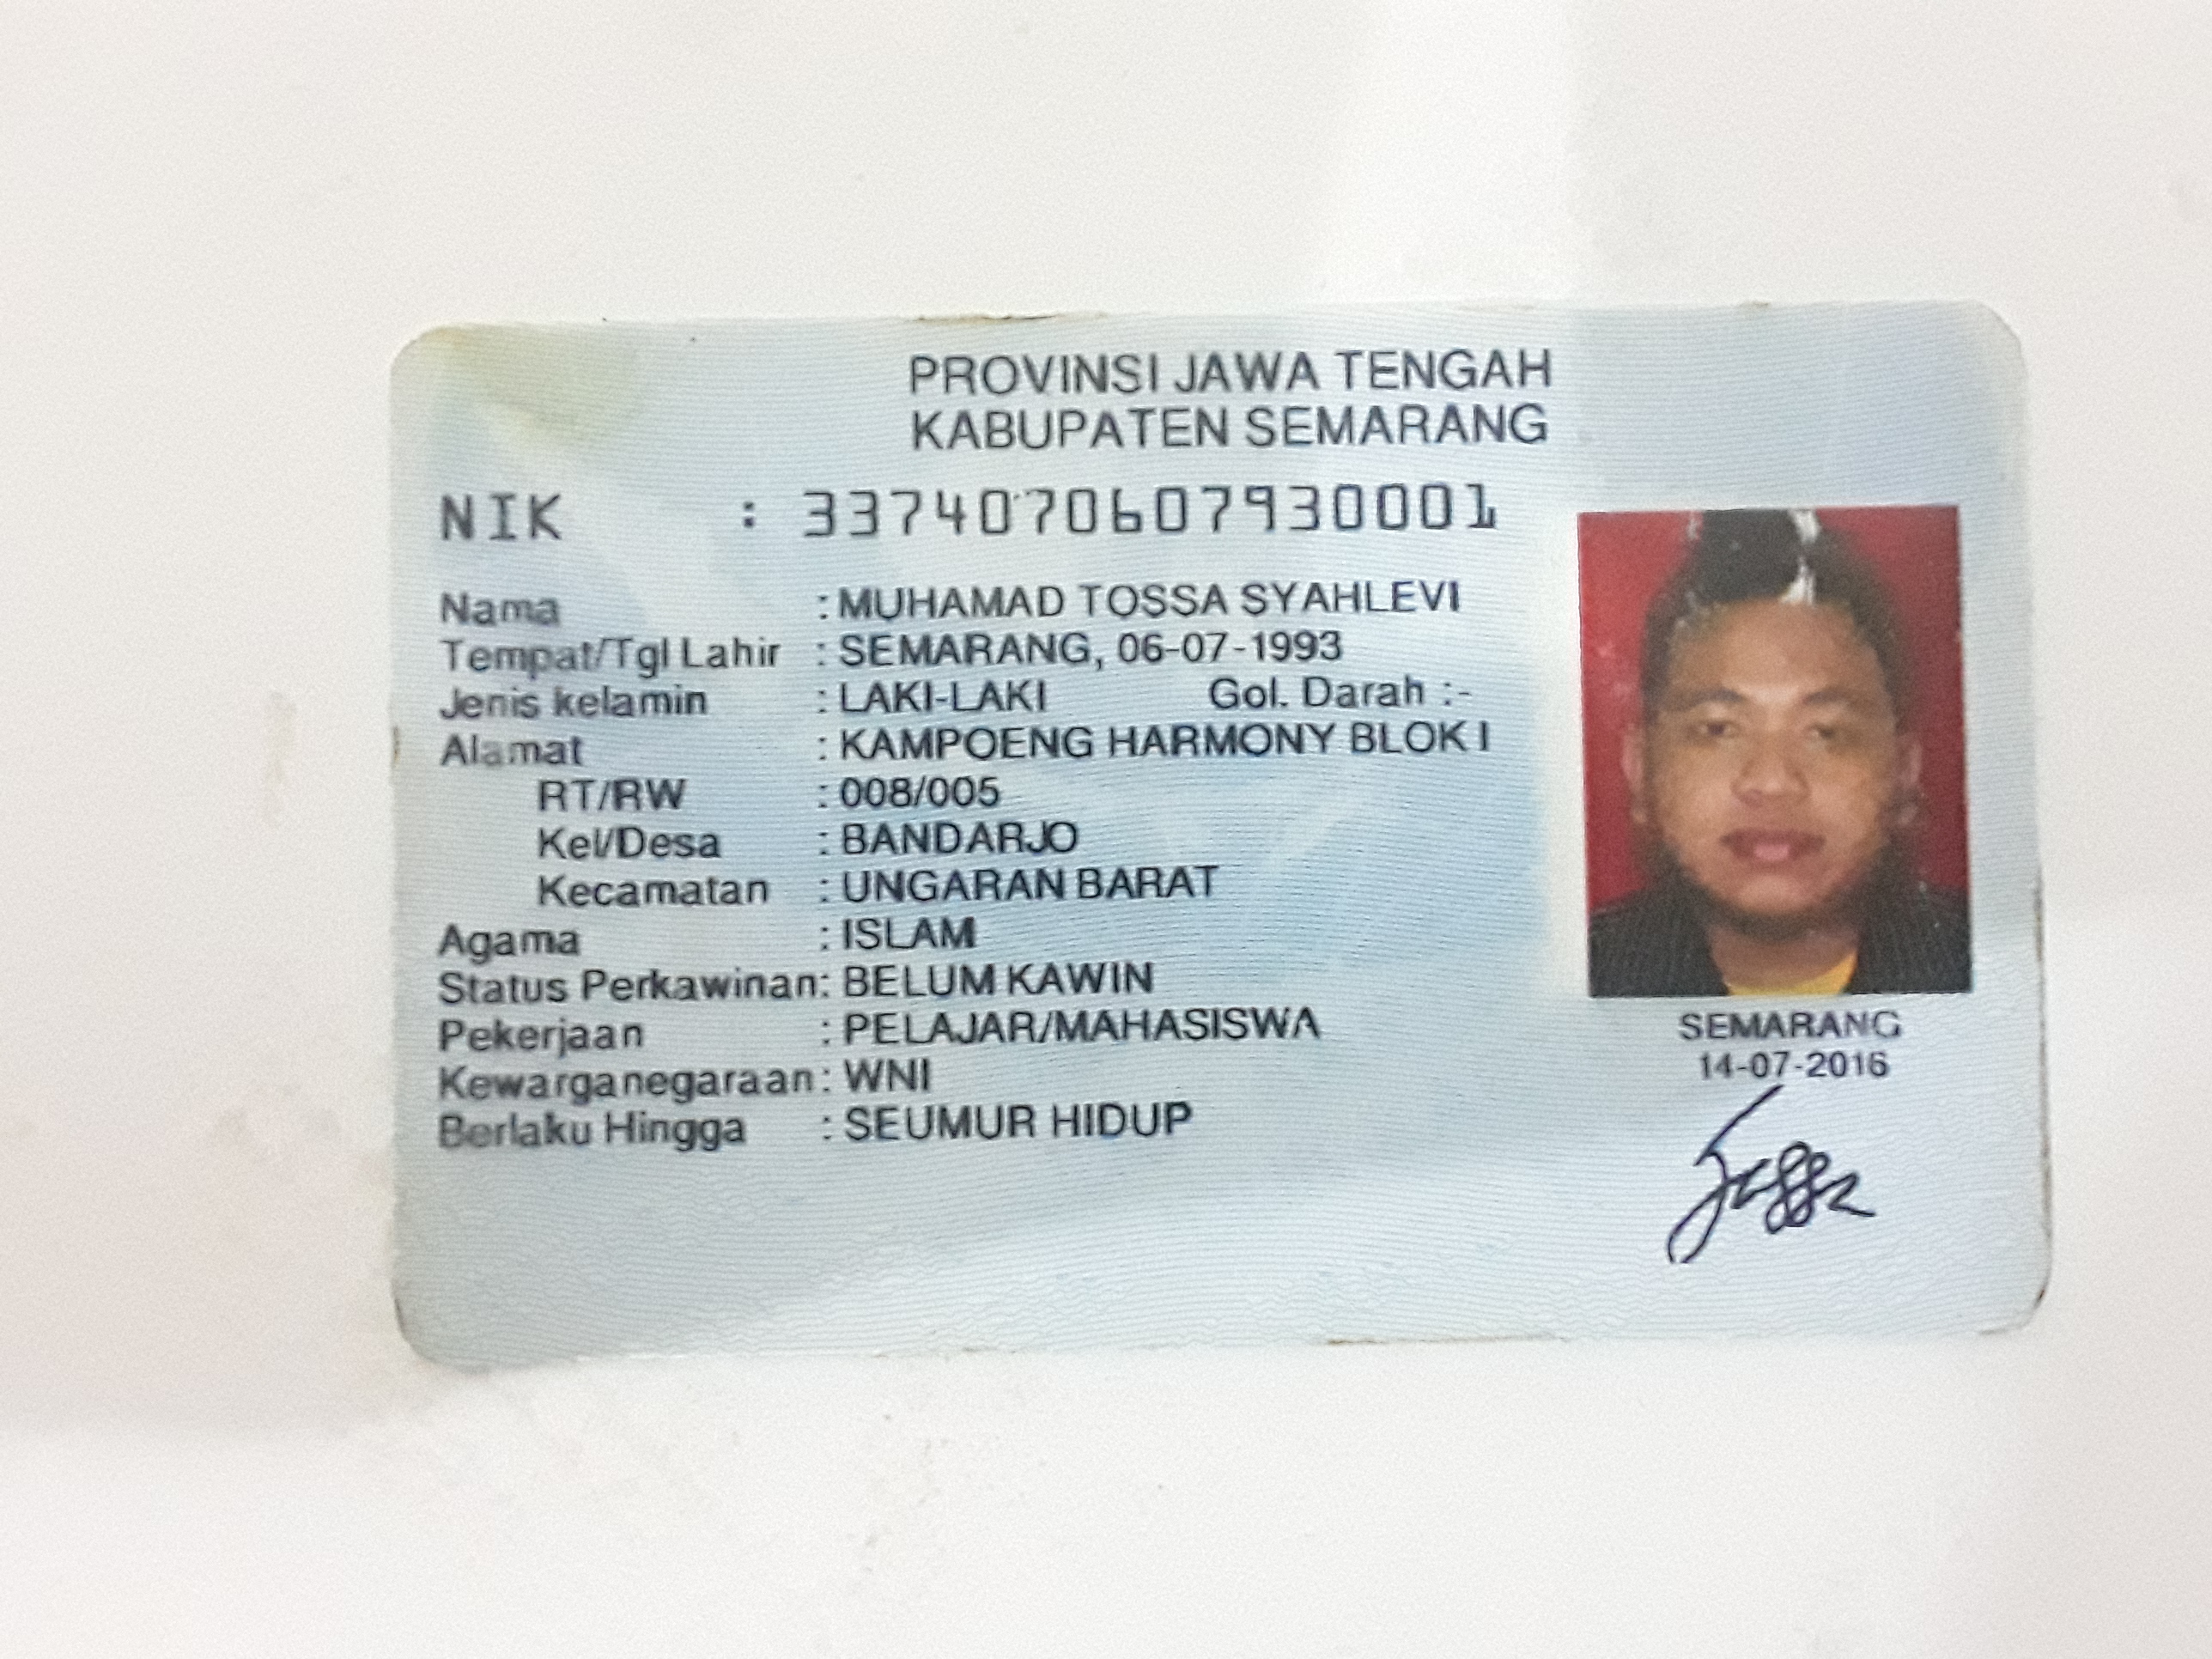 PROVINSI JAWA TENGAH
KABUPATEN SEMARANG
NIK : 3374070607930001
Nama : MUHAMAD TOSSA SYAHLEVI
Tempat/Tgl Lahir : SEMARANG, 06-07-1993
Jenis kelamin : LAKI-LAKI Gol. Darah :-
Alamat : KAMPOENG HARMONY BLOK I
RT/RW : 008/005
Kel/Desa : BANDARJO
Kecamatan : UNGARAN BARAT
Agama : ISLAM
Status Perkawinan: BELUM KAWIN
Pekerjaan : PELAJAR/MAHASISWA
Kewarganegaraan: WNI
Berlaku Hingga : SEUMUR HIDUP
SEMARANG
14-07-2016